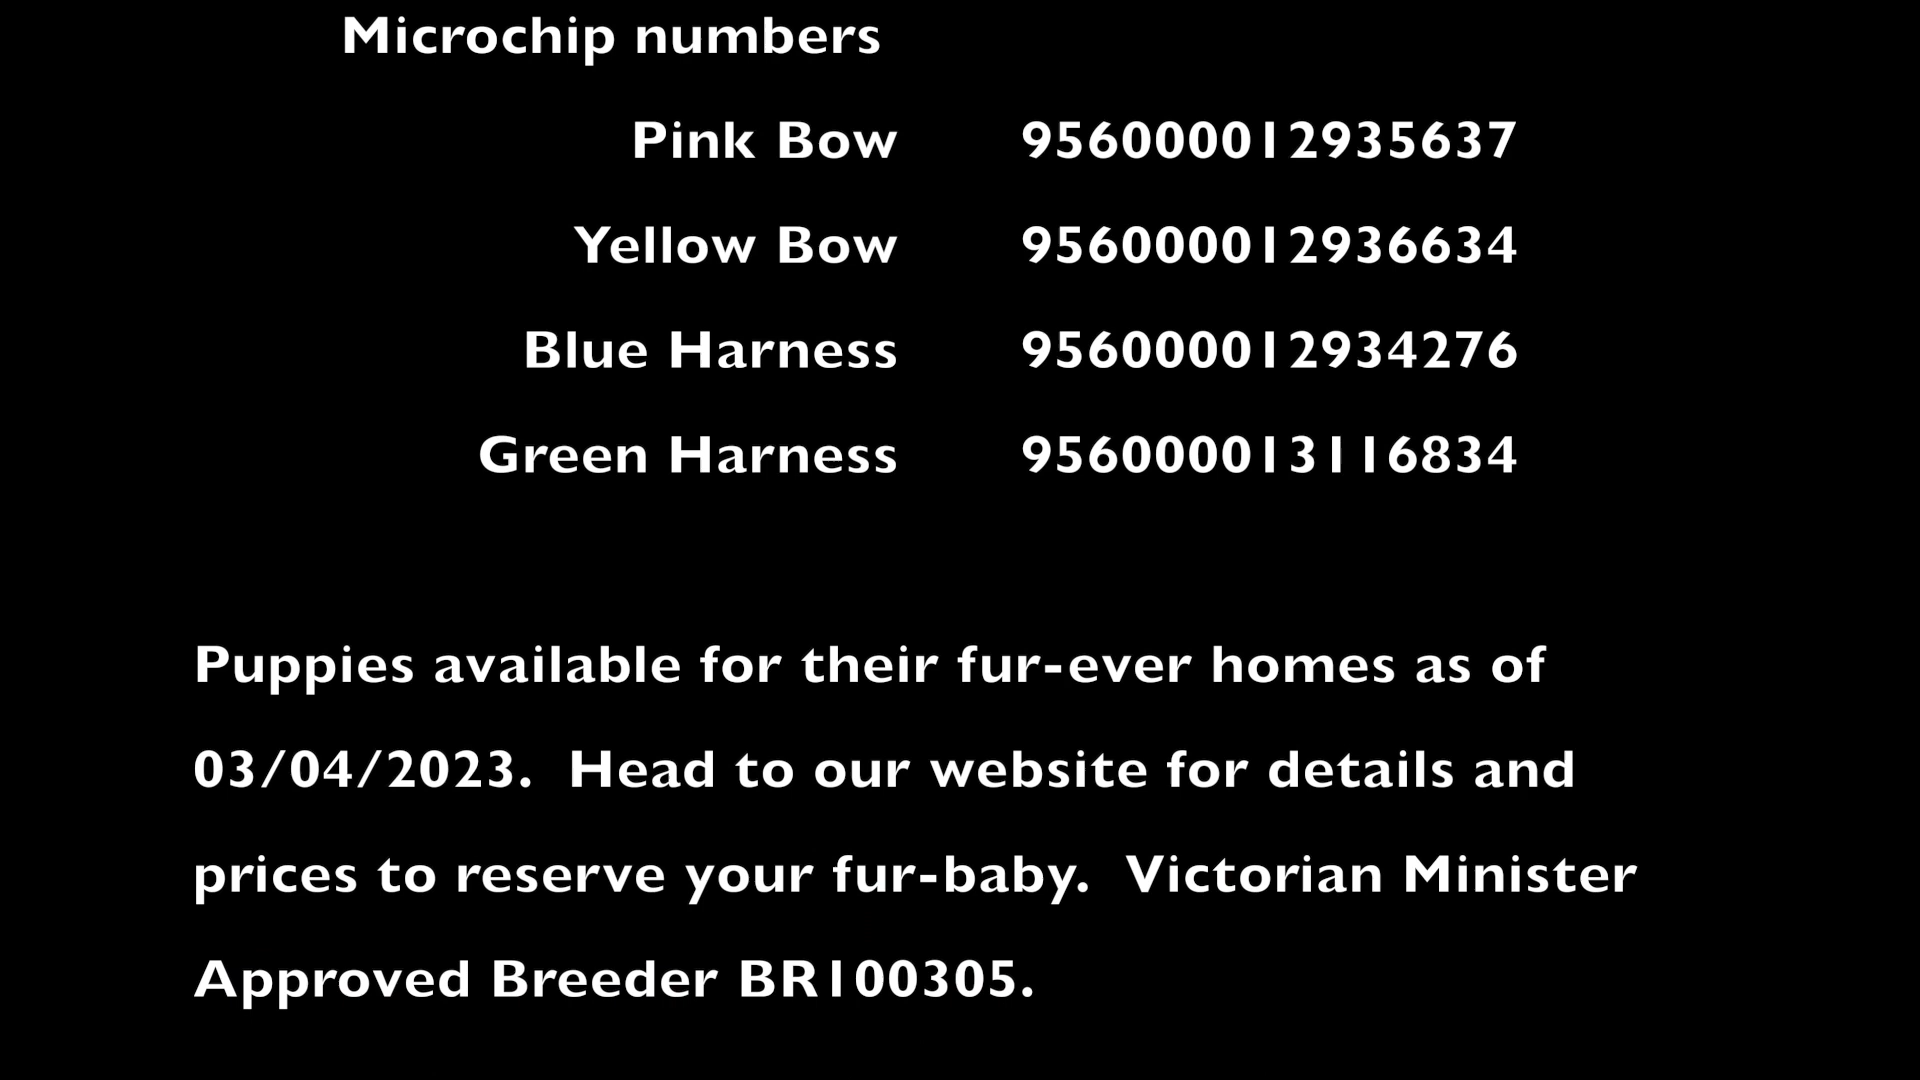 Microchip numbers
Pink Bow 956000012935637
Yellow Bow 956000012936634
Blue Harness 956000012934276
Green Harness 956000013116834
Puppies available for their fur-ever homes as of
03/04/2023. Head to our website for details and
prices to reserve your fur-baby. Victorian Minister
Approved Breeder BR100305.